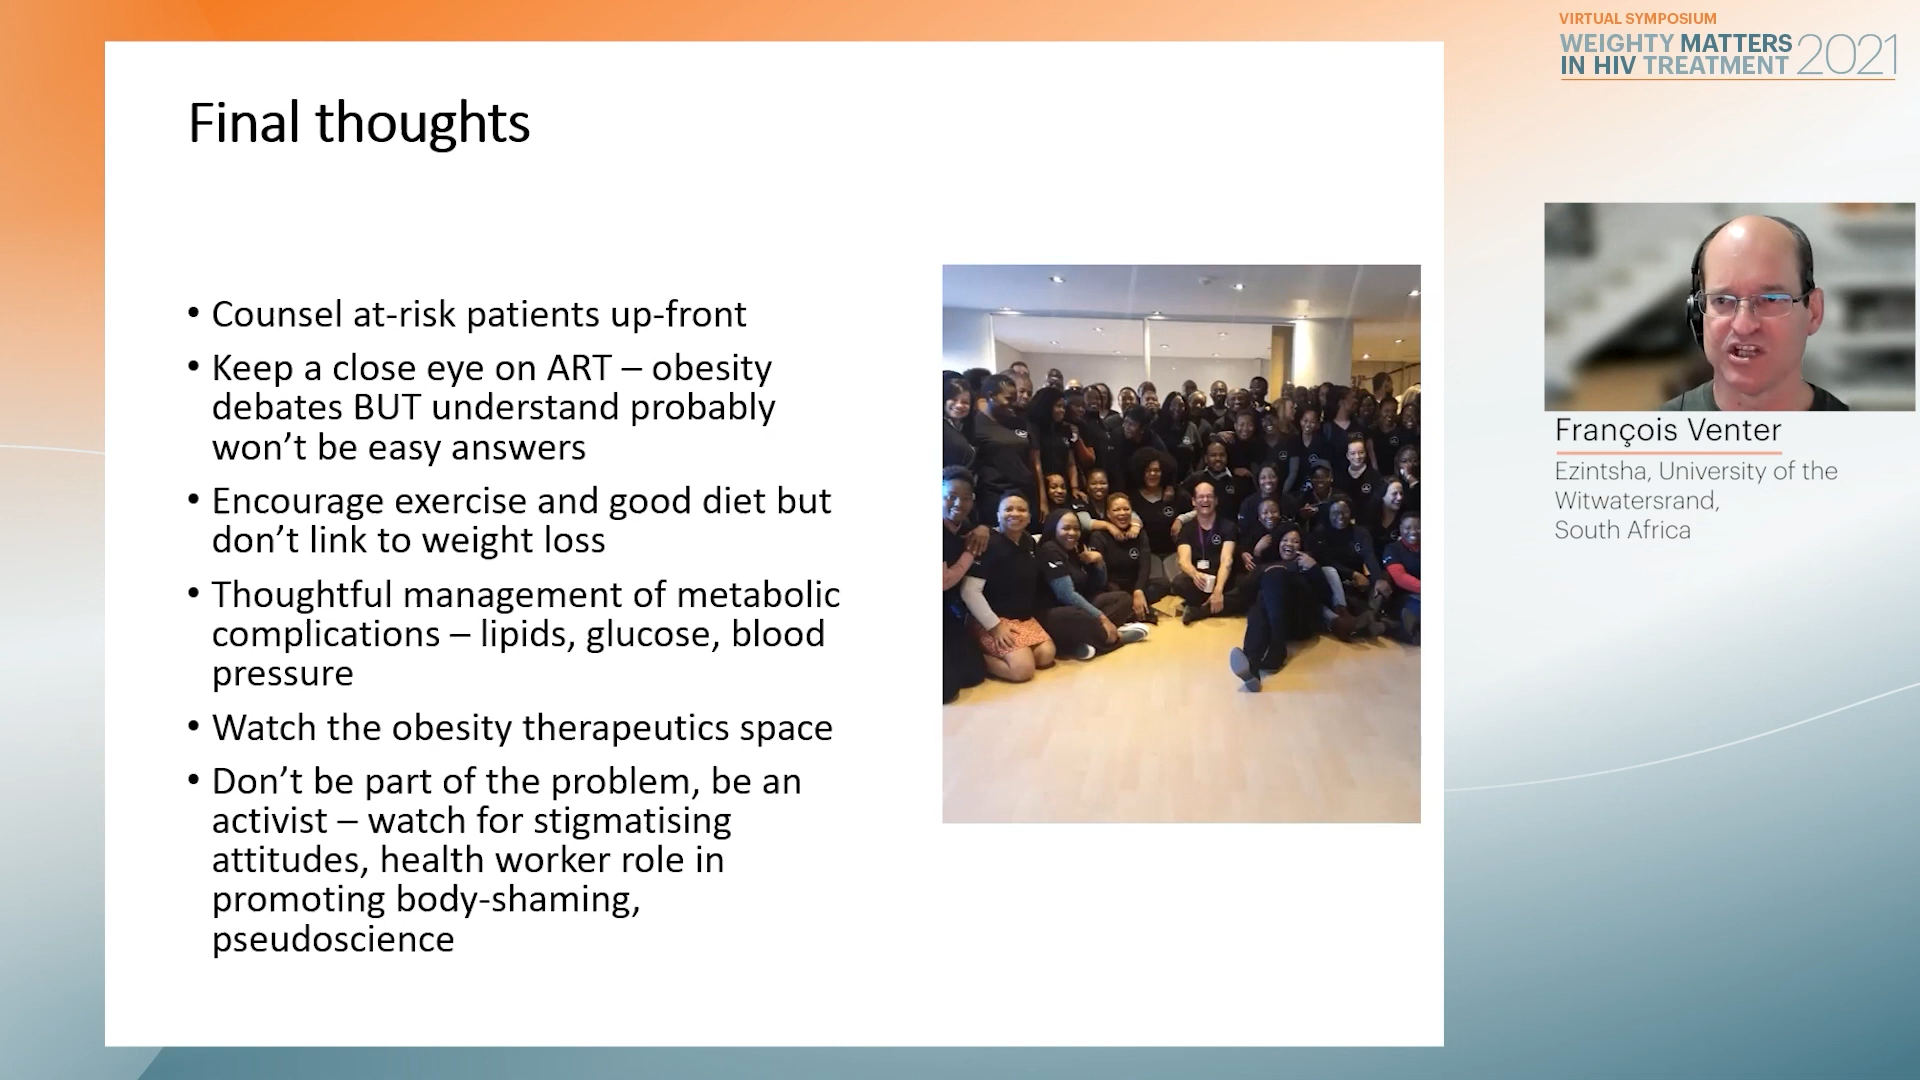 VIRTUAL SYMPOSIUM
WEIGHTY MATTERS
IN HIV TREATMENT 2021
Final thoughts
• Counsel at-risk patients up-front
• Keep a close eye on ART – obesity
debates BUT understand probably
won’t be easy answers
• Encourage exercise and good diet but
don’t link to weight loss
• Thoughtful management of metabolic
complications – lipids, glucose, blood
pressure
• Watch the obesity therapeutics space
• Don’t be part of the problem, be an
activist – watch for stigmatising
attitudes, health worker role in
promoting body-shaming,
pseudoscience
François Venter
Ezintsha, University of the
Witwatersrand,
South Africa